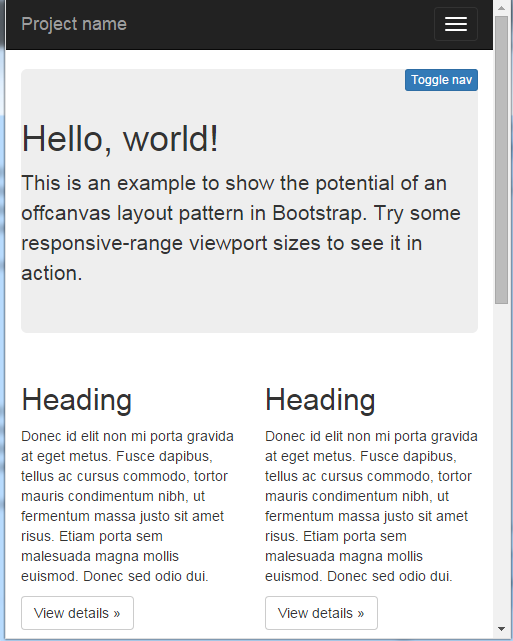 Project name
Toggle nav
Hello, world!
This is an example to show the potential of an
offcanvas layout pattern in Bootstrap. Try some
responsive-range viewport sizes to see it in
action.
Heading
Donec id elit non mi porta gravida
at eget metus. Fusce dapibus,
tellus ac cursus commodo, tortor
mauris condimentum nibh, ut
fermentum massa justo sit amet
risus. Etiam porta sem
malesuada magna mollis
euismod. Donec sed odio dui.
View details »
Heading
Donec id elit non mi porta gravida
at eget metus. Fusce dapibus,
tellus ac cursus commodo, tortor
mauris condimentum nibh, ut
fermentum massa justo sit amet
risus. Etiam porta sem
malesuada magna mollis
euismod. Donec sed odio dui.
View details »